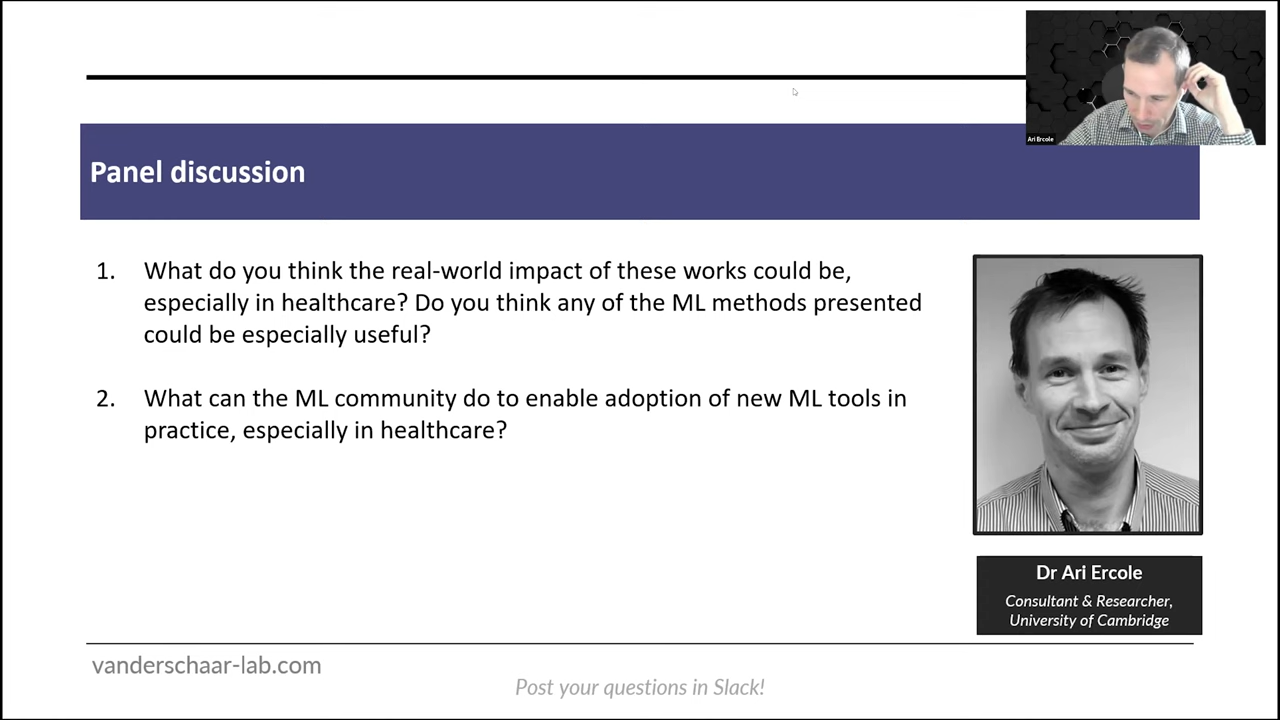 Ari Ercole
Panel discussion
1. What do you think the real-world impact of these works could be,
especially in healthcare? Do you think any of the ML methods presented
could be especially useful?
2. What can the ML community do to enable adoption of new ML tools in
practice, especially in healthcare?
Dr Ari Ercole
Consultant & Researcher,
University of Cambridge
vanderschaar-lab.com
Post your questions in Slack!